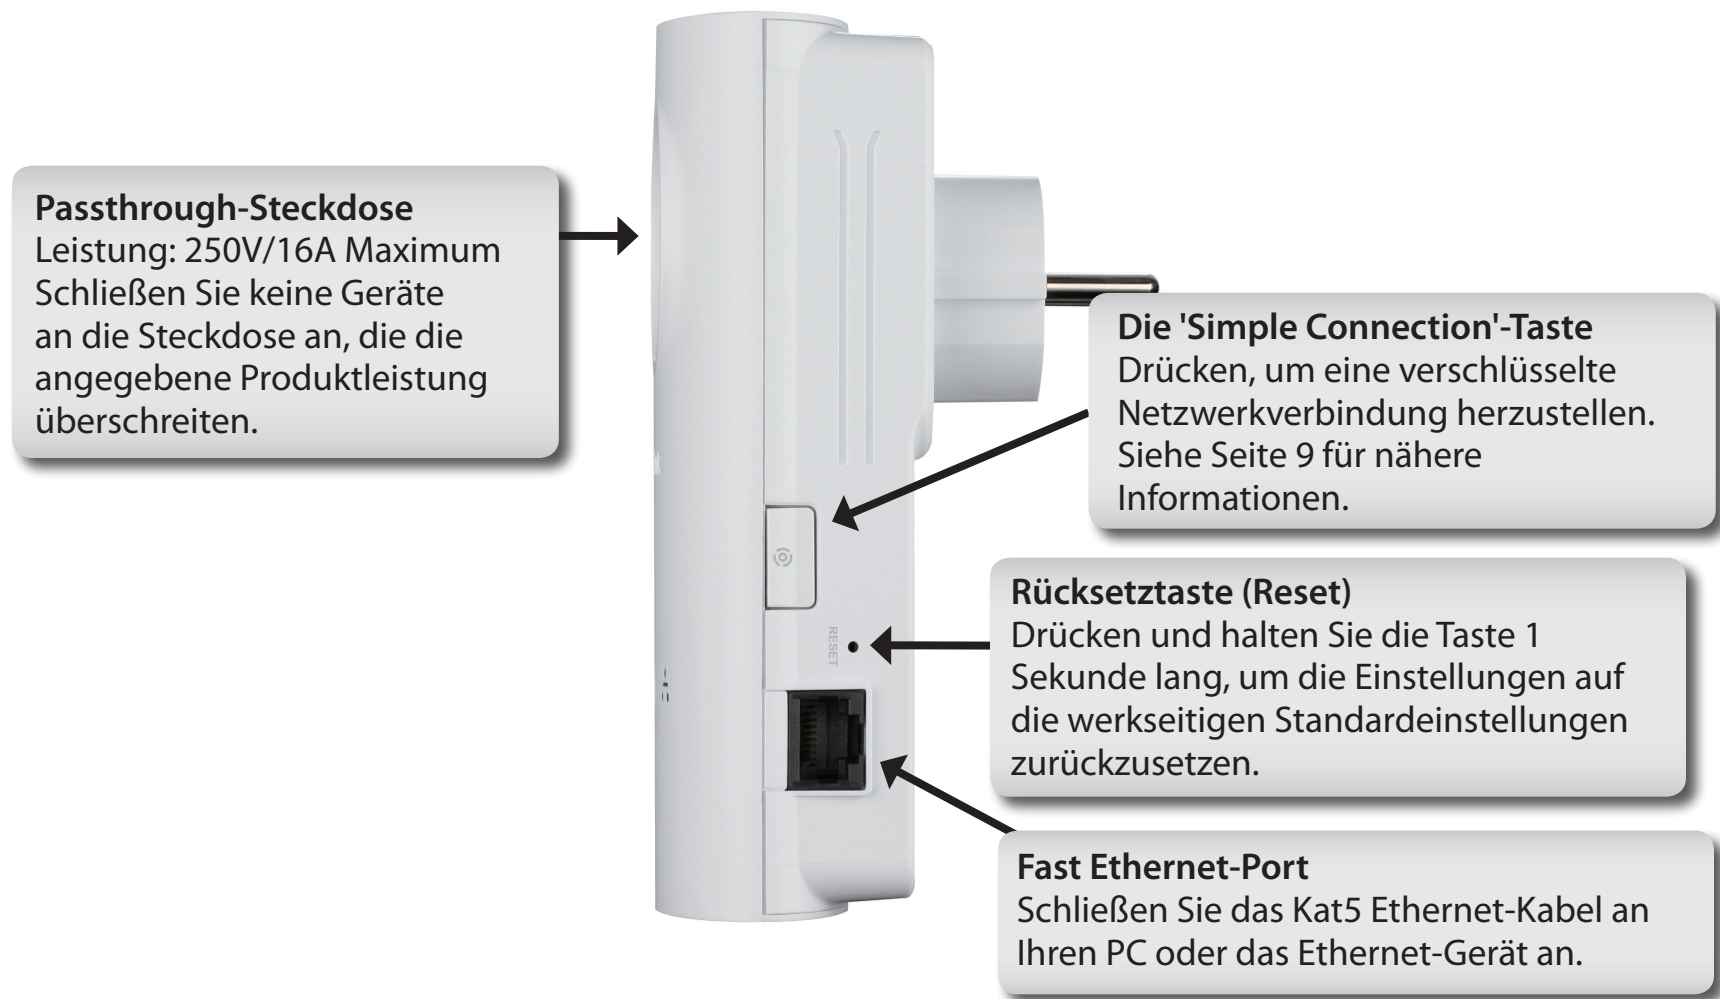 Passthrough-Steckdose
Leistung: 250V/16A Maximum
Schließen Sie keine Geräte
an die Steckdose an, die die
angegebene Produktleistung
überschreiten.
Die 'Simple Connection'-Taste
Drücken, um eine verschlüsselte
Netzwerkverbindung herzustellen.
Siehe Seite 9 für nähere
Informationen.
RESET
Rücksetztaste (Reset)
Drücken und halten Sie die Taste 1
Sekunde lang, um die Einstellungen auf
die werkseitigen Standardeinstellungen
zurückzusetzen.
Fast Ethernet-Port
Schließen Sie das Kat5 Ethernet-Kabel an
Ihren PC oder das Ethernet-Gerät an.